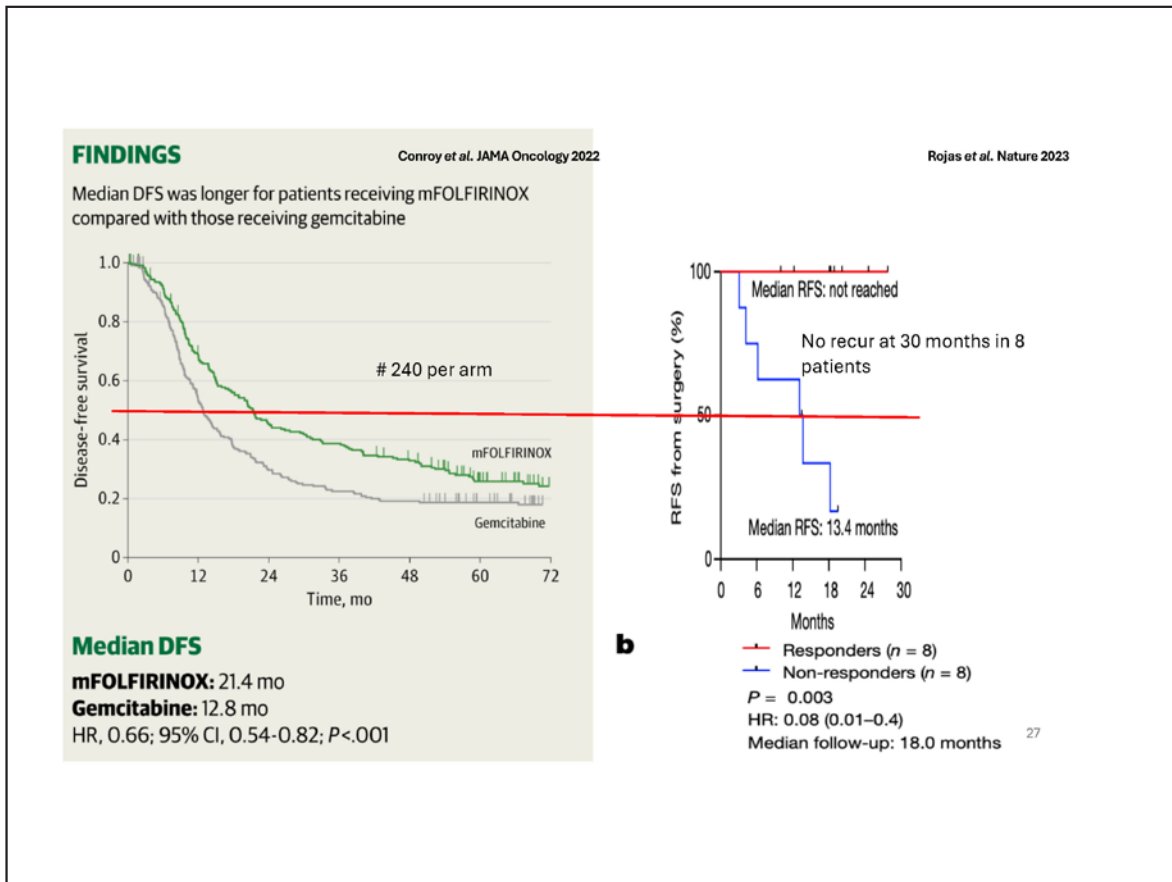 FINDINGS
Conroy et al. JAMA Oncology 2022
Median DFS was longer for patients receiving mFOLFIRINOX
compared with those receiving gemcitabine
1.0
0.8
0.6
0.4
0.2
0
Disease-free survival
# 240 per arm
mFOLFIRINOX
Gemcitabine
0 12 24 36 48 60 72
Time, mo
Median DFS
mFOLFIRINOX: 21.4 mo
Gemcitabine: 12.8 mo
HR, 0.66; 95% CI, 0.54-0.82; P<.001
Rojas et al. Nature 2023
b
100
50
0
RFS from surgery (%)
Median RFS: not reached
No recur at 30 months in 8
patients
Median RFS: 13.4 months
0 6 12 18 24 30
Months
Responders (n = 8)
Non-responders (n = 8)
P = 0.003
HR: 0.08 (0.01–0.4)
Median follow-up: 18.0 months
27